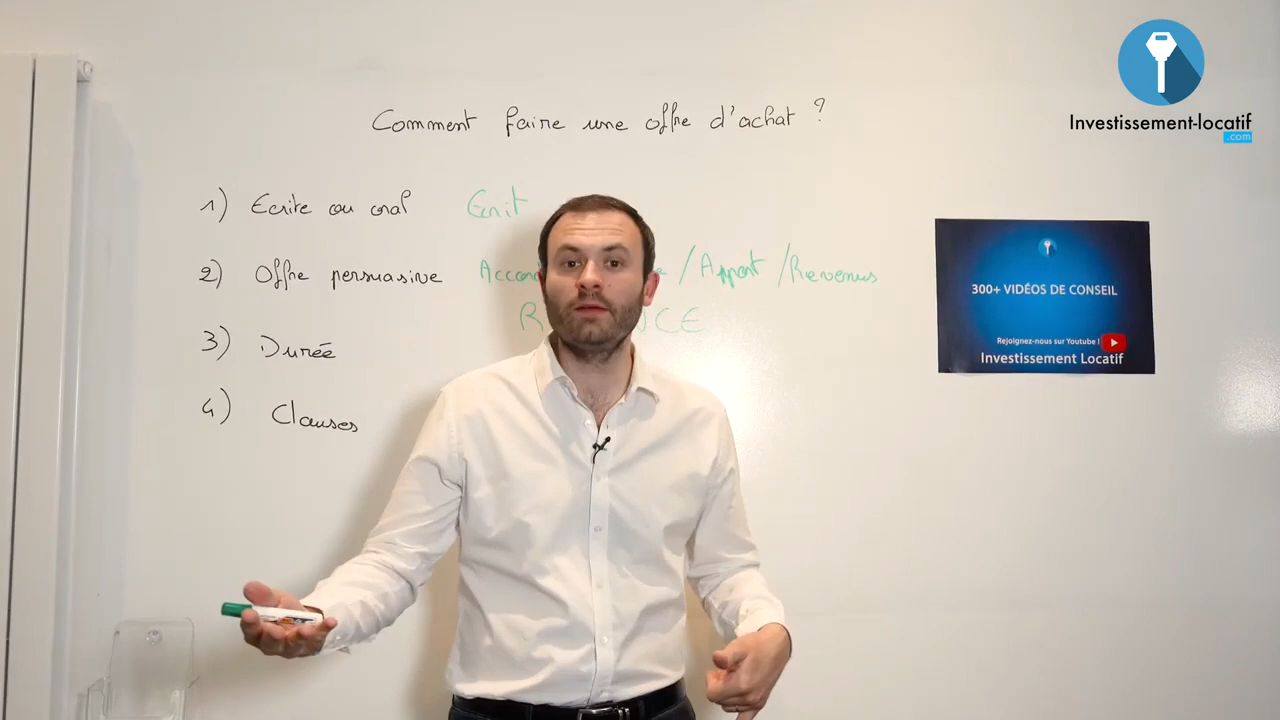 Investissement-locatif
.com
Comment faire une offre d'achat ?
1) Ecrite ou oral Ecrit
2) Offre persuasive / Apport / Revenus
3) Durée
4) Clauses
300+ VIDÉOS DE CONSEIL
Rejoignez-nous sur Youtube !
Investissement Locatif